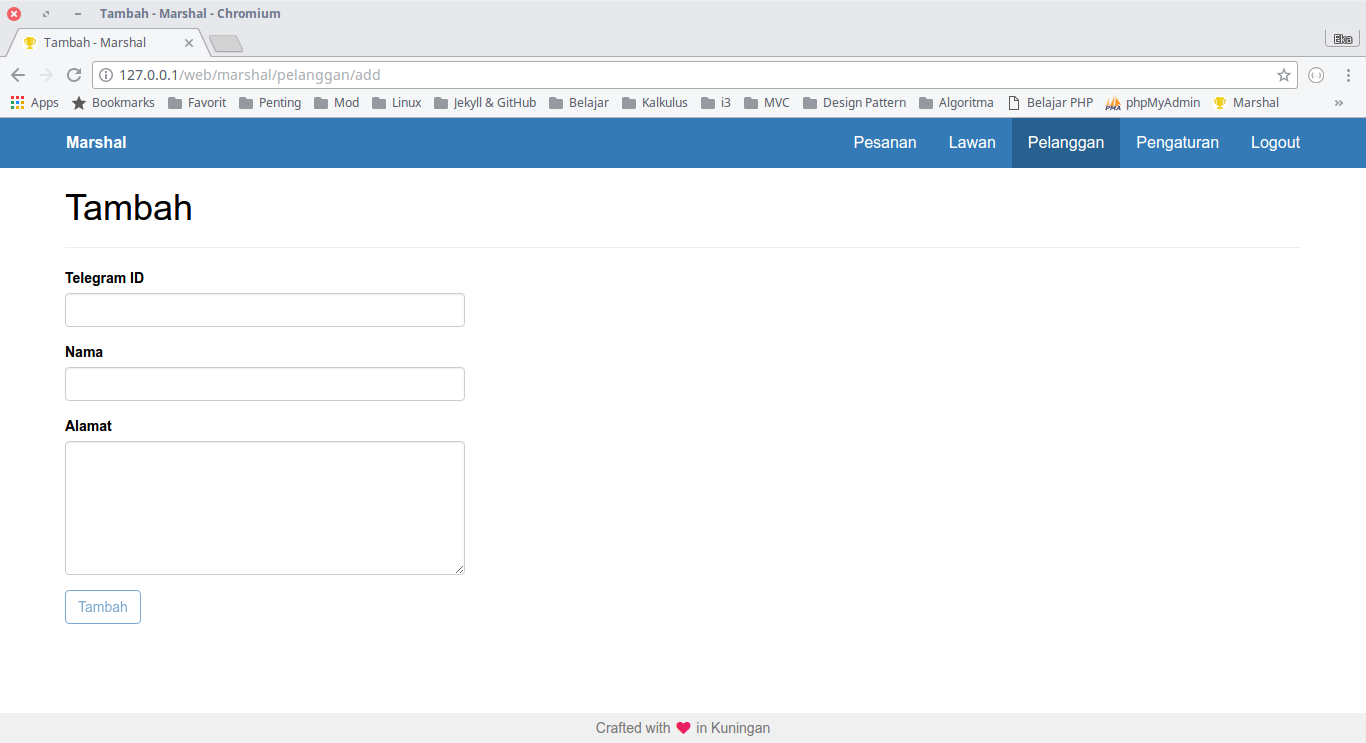 Tambah - Marshal - Chromium
Tambah - Marshal
Eka
127.0.0.1/web/marshal/pelanggan/add
Apps Bookmarks Favorit Penting Mod Linux Jekyll & GitHub Belajar Kalkulus i3 MVC Design Pattern Algoritma Belajar PHP phpMyAdmin Marshal »
Marshal Pesanan Lawan Pelanggan Pengaturan Logout
Tambah
Telegram ID
Nama
Alamat
Tambah
Crafted with ❤ in Kuningan